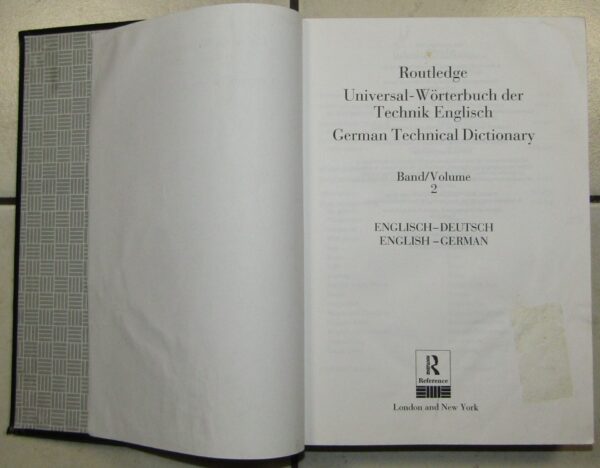 Routledge
Universal-Wörterbuch der
Technik Englisch
German Technical Dictionary
Band/Volume
2
ENGLISCH–DEUTSCH
ENGLISH–GERMAN
R
Reference
London and New York